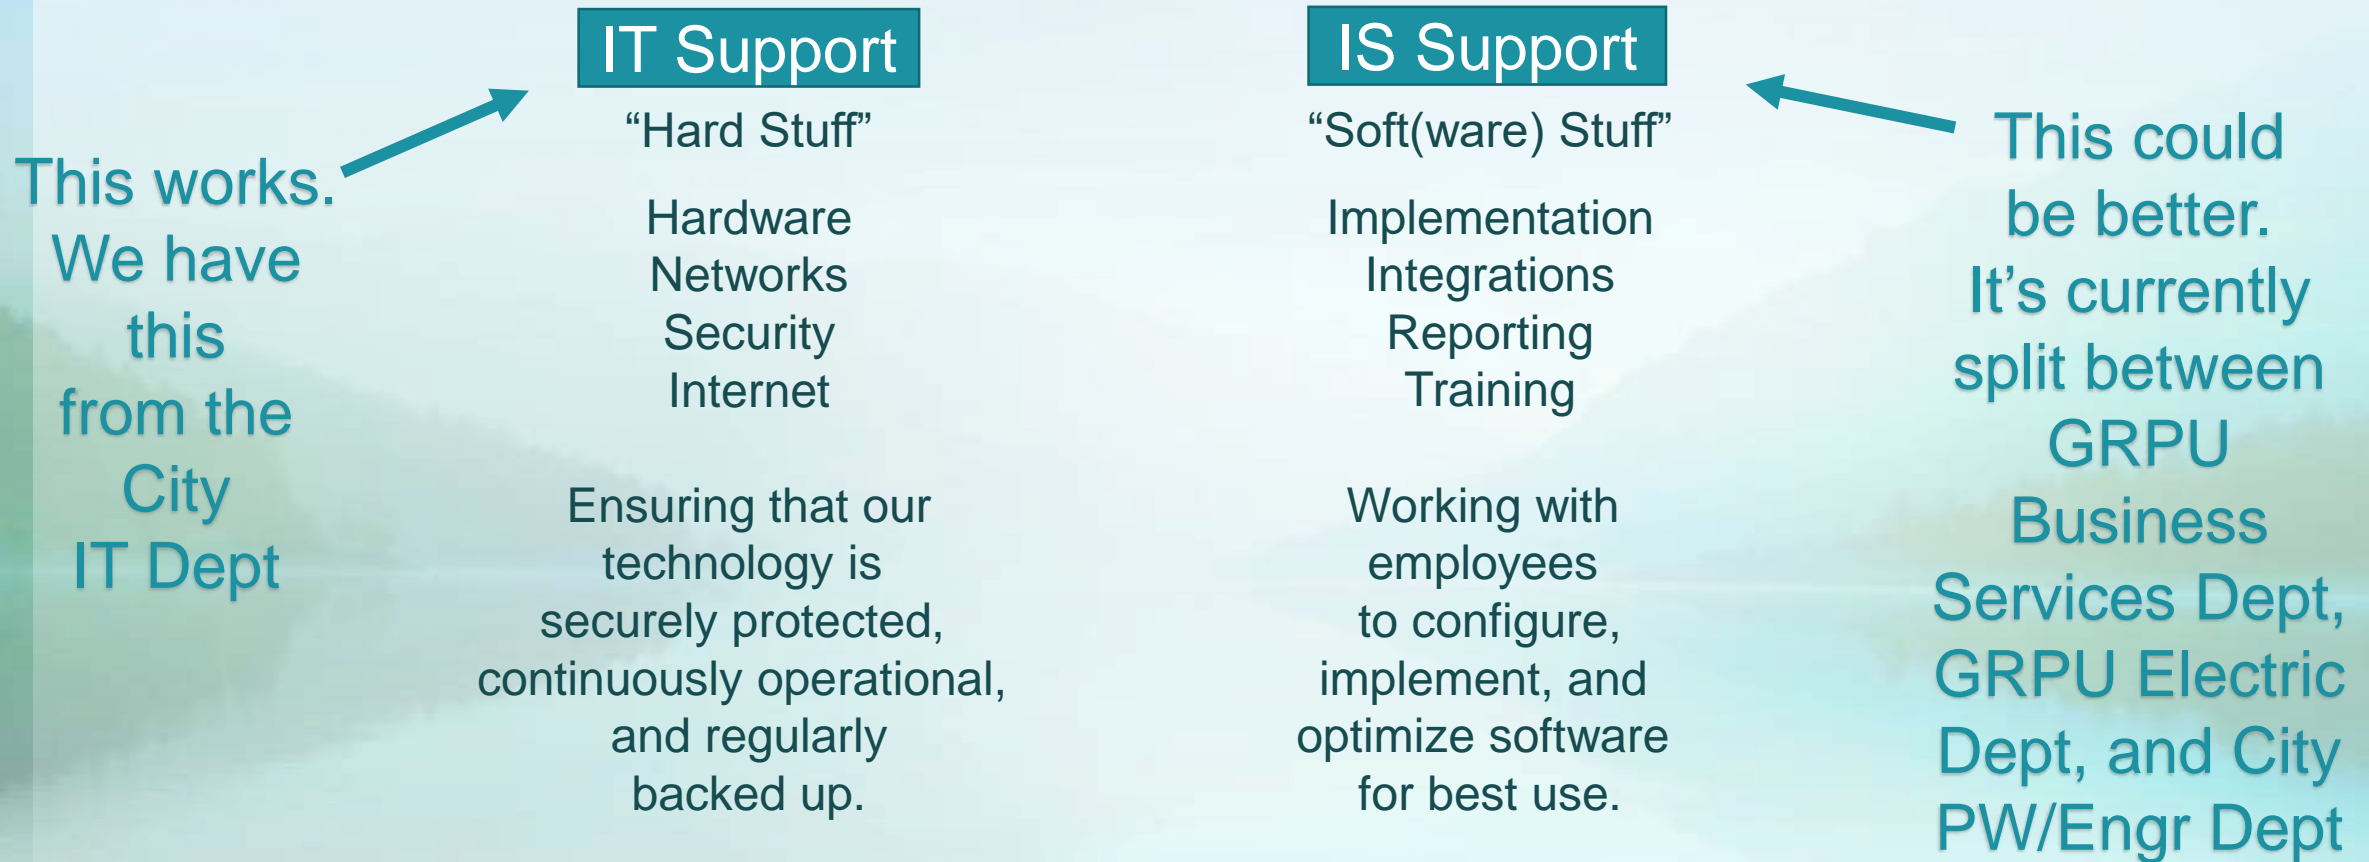 This works.
We have
this
from the
City
IT Dept
IT Support
“Hard Stuff”
Hardware
Networks
Security
Internet
Ensuring that our
technology is
securely protected,
continuously operational,
and regularly
backed up.
IS Support
“Soft(ware) Stuff”
Implementation
Integrations
Reporting
Training
Working with
employees
to configure,
implement, and
optimize software
for best use.
This could
be better.
It’s currently
split between
GRPU
Business
Services Dept,
GRPU Electric
Dept, and City
PW/Engr Dept